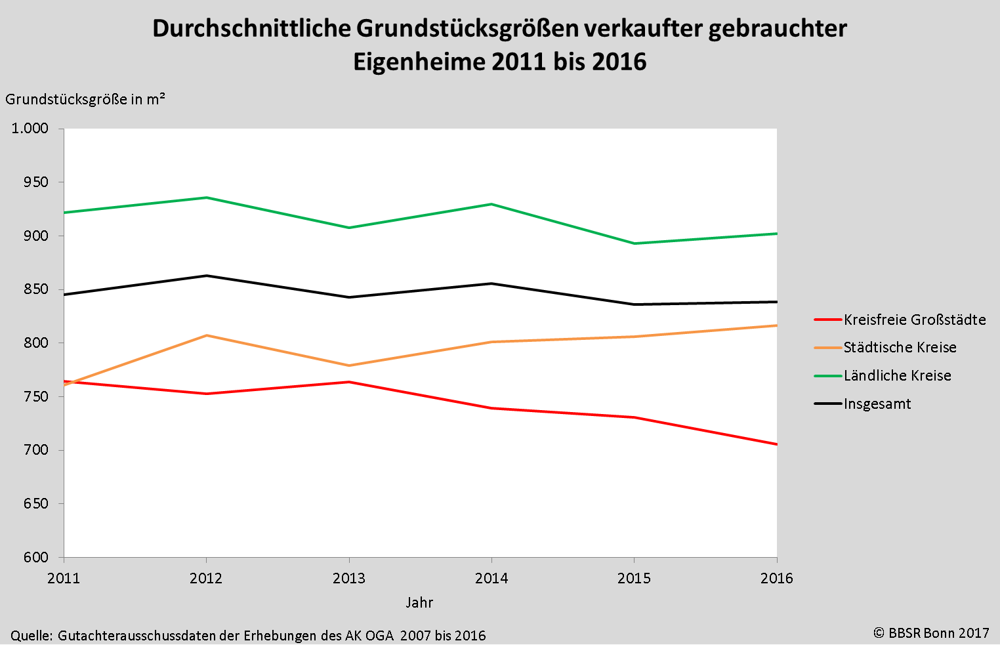 Durchschnittliche Grundstücksgrößen verkaufter gebrauchter
Eigenheime 2011 bis 2016
Grundstücksgröße in m²
1.000
950
900
850
800
750
700
650
600
2011 2012 2013 2014 2015 2016
Jahr
Kreisfreie Großstädte
Städtische Kreise
Ländliche Kreise
Insgesamt
Quelle: Gutachterausschussdaten der Erhebungen des AK OGA 2007 bis 2016
© BBSR Bonn 2017